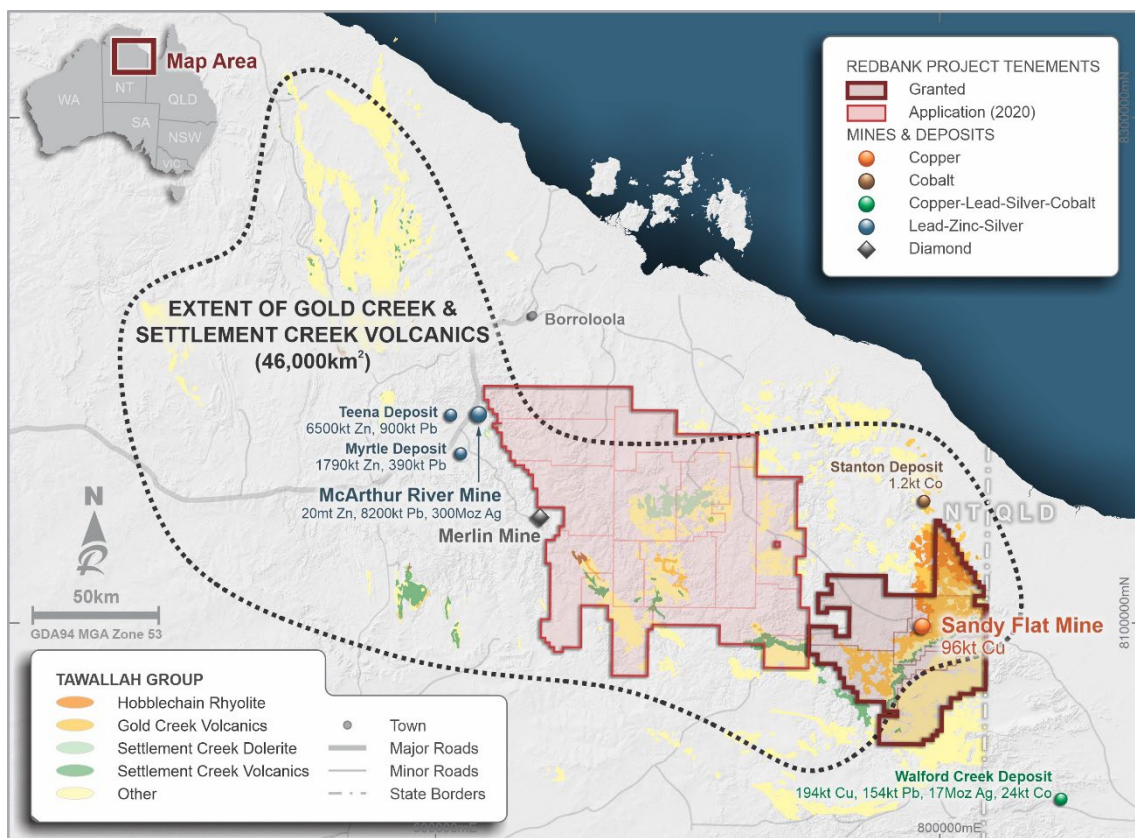 Map Area
WA
NT
QLD
SA
NSW
VIC
REDBANK PROJECT TENEMENTS
Granted
Application (2020)
MINES & DEPOSITS
Copper
Cobalt
Copper-Lead-Silver-Cobalt
Lead-Zinc-Silver
Diamond
8300000mN
EXTENT OF GOLD CREEK &
SETTLEMENT CREEK VOLCANICS
(46,000km²)
Borroloola
Teena Deposit
6500kt Zn, 900kt Pb
Myrtle Deposit
1790kt Zn, 390kt Pb
McArthur River Mine
20mt Zn, 8200kt Pb, 300Moz Ag
Merlin Mine
Stanton Deposit
1.2kt Co
NT QLD
Sandy Flat Mine
96kt Cu
8100000mN
N
50km
GDA94 MGA Zone 53
TAWALLAH GROUP
Hobblechain Rhyolite
Gold Creek Volcanics
Settlement Creek Dolerite
Settlement Creek Volcanics
Other
Town
Major Roads
Minor Roads
State Borders
Walford Creek Deposit
194kt Cu, 154kt Pb, 17Moz Ag, 24kt Co
800000mE